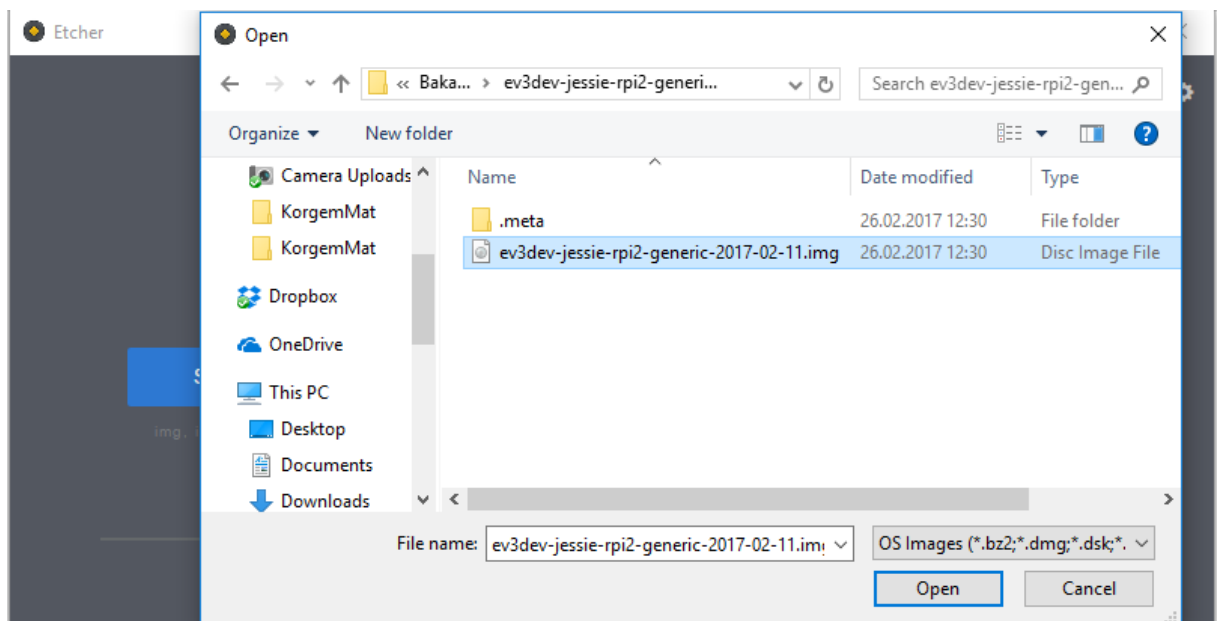 Etcher
Open
« Baka... › ev3dev-jessie-rpi2-generi...
Search ev3dev-jessie-rpi2-gen...
Organize
New folder
?
Camera Uploads
KorgemMat
KorgemMat
Dropbox
OneDrive
This PC
Desktop
Documents
Downloads
Name Date modified Type
.meta 26.02.2017 12:30 File folder
ev3dev-jessie-rpi2-generic-2017-02-11.img 26.02.2017 12:30 Disc Image File
S
img,
File name: ev3dev-jessie-rpi2-generic-2017-02-11.im
OS Images (*.bz2;*.dmg;*.dsk;*.
Open Cancel